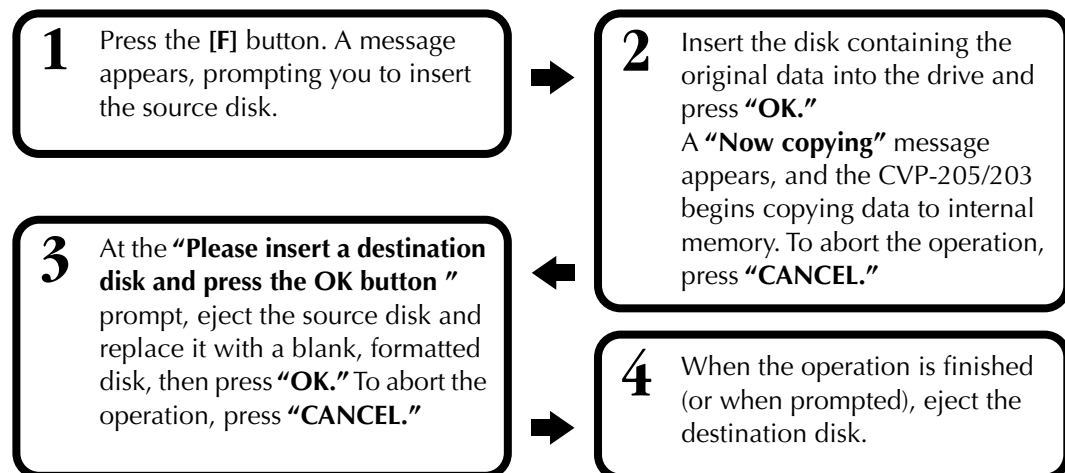 1 Press the [F] button. A message
appears, prompting you to insert
the source disk.
2 Insert the disk containing the
original data into the drive and
press “OK.”
A “Now copying” message
appears, and the CVP-205/203
begins copying data to internal
memory. To abort the operation,
press “CANCEL.”
3 At the “Please insert a destination
disk and press the OK button ”
prompt, eject the source disk and
replace it with a blank, formatted
disk, then press “OK.” To abort the
operation, press “CANCEL.”
4 When the operation is finished
(or when prompted), eject the
destination disk.